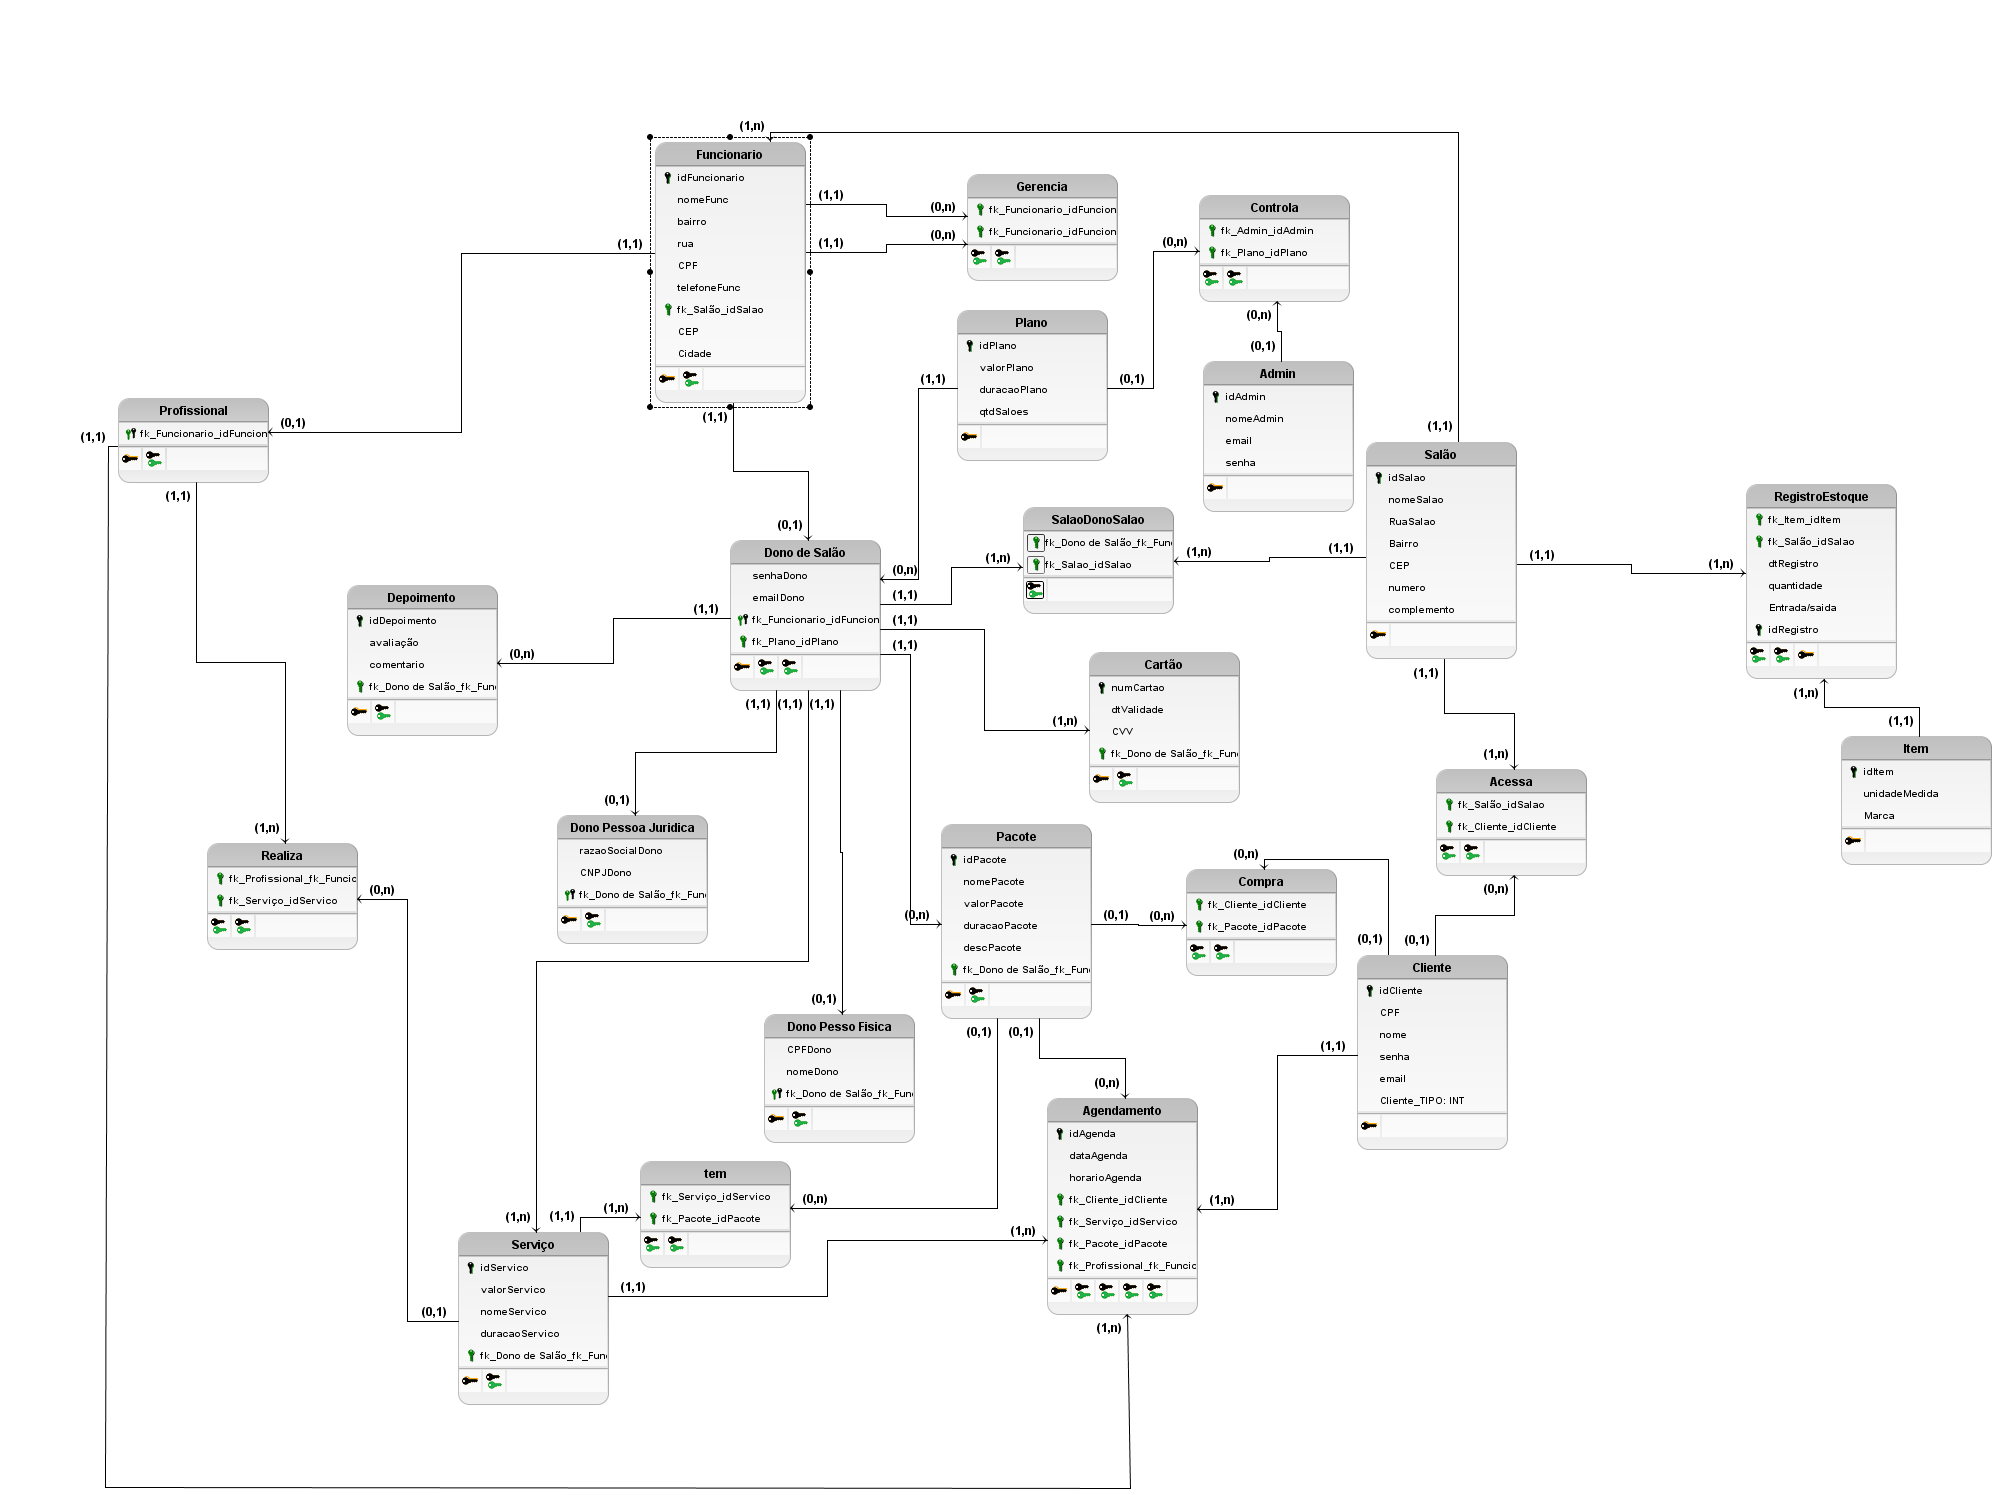 (1,n)
Funcionario
idFuncionario
nomeFunc
bairro
rua
CPF
telefoneFunc
fk_Salão_idSalao
CEP
Cidade
(1,1)
(0,n)
(1,1)
(0,n)
(1,1)
(1,1)
Gerencia
fk_Funcionario_idFuncion
fk_Funcionario_idFuncion
Controla
fk_Admin_idAdmin
fk_Plano_idPlano
(0,n)
(0,n)
(0,1)
Plano
idPlano
valorPlano
duracaoPlano
qtdSaloes
(1,1)
(0,1)
Admin
idAdmin
nomeAdmin
email
senha
Profissional
fk_Funcionario_idFuncion
(0,1)
(1,1)
(1,1)
Salão
idSalao
nomeSalao
RuaSalao
Bairro
CEP
numero
complemento
(1,1)
(1,1)
(1,1)
(1,1)
RegistroEstoque
fk_Item_idItem
fk_Salão_idSalao
dtRegistro
quantidade
Entrada/saida
idRegistro
(1,n)
(1,n)
(1,1)
Item
idItem
unidadeMedida
Marca
SalaoDonoSalao
fk_Dono de Salão_fk_Fun
fk_Salao_idSalao
(1,n)
(1,n)
(0,1)
Dono de Salão
senhaDono
emailDono
fk_Funcionario_idFuncion
fk_Plano_idPlano
(0,n)
(1,1)
(1,1)
(1,1)
(1,1)
(1,1)
(1,1)
(1,1)
Depoimento
idDepoimento
avaliação
comentario
fk_Dono de Salão_fk_Fun
(0,n)
Cartão
numCartao
dtValidade
CVV
fk_Dono de Salão_fk_Fun
(1,n)
(1,n)
Acessa
fk_Salão_idSalao
fk_Cliente_idCliente
(0,n)
(0,1)
Dono Pessoa Juridica
razaoSocialDono
CNPJDono
fk_Dono de Salão_fk_Fun
(1,n)
Realiza
fk_Profissional_fk_Funcio
fk_Serviço_idServico
(0,n)
Pacote
idPacote
nomePacote
valorPacote
duracaoPacote
descPacote
fk_Dono de Salão_fk_Fun
(0,n)
(0,1)
(0,n)
(0,1)
(0,1)
(0,n)
Compra
fk_Cliente_idCliente
fk_Pacote_idPacote
(0,1)
(0,1)
Cliente
idCliente
CPF
nome
senha
email
Cliente_TIPO: INT
(1,1)
(0,1)
Dono Pesso Fisica
CPFDono
nomeDono
fk_Dono de Salão_fk_Fun
(0,n)
Agendamento
idAgenda
dataAgenda
horarioAgenda
fk_Cliente_idCliente
fk_Serviço_idServico
fk_Pacote_idPacote
fk_Profissional_fk_Funcio
(1,n)
(1,n)
(1,n)
tem
fk_Serviço_idServico
fk_Pacote_idPacote
(0,n)
(1,n)
(1,n)
(1,1)
Serviço
idServico
valorServico
nomeServico
duracaoServico
fk_Dono de Salão_fk_Fun
(1,1)
(0,1)